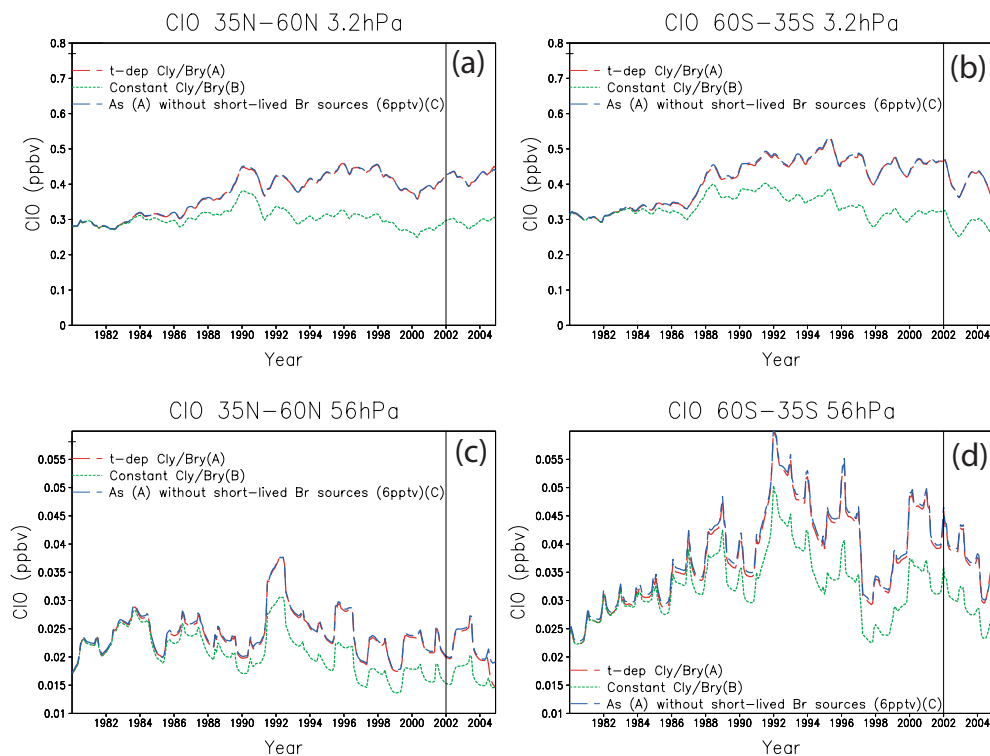 ClO 35N−60N 3.2hPa
(a)
0.8
0.7
0.6
0.5
0.4
0.3
0.2
0.1
0
ClO (ppbv)
t−dep Cly/Bry(A)
Constant Cly/Bry(B)
As (A) without short−lived Br sources (6pptv)(C)
1982 1984 1986 1988 1990 1992 1994 1996 1998 2000 2002 2004
Year
ClO 60S−35S 3.2hPa
(b)
0.8
0.7
0.6
0.5
0.4
0.3
0.2
0.1
0
ClO (ppbv)
t−dep Cly/Bry(A)
Constant Cly/Bry(B)
As (A) without short−lived Br sources (6pptv)(C)
1982 1984 1986 1988 1990 1992 1994 1996 1998 2000 2002 2004
Year
ClO 35N−60N 56hPa
(c)
0.055
0.05
0.045
0.04
0.035
0.03
0.025
0.02
0.015
0.01
ClO (ppbv)
t−dep Cly/Bry(A)
Constant Cly/Bry(B)
As (A) without short−lived Br sources (6pptv)(C)
1982 1984 1986 1988 1990 1992 1994 1996 1998 2000 2002 2004
Year
ClO 60S−35S 56hPa
(d)
0.055
0.05
0.045
0.04
0.035
0.03
0.025
0.02
0.015
0.01
ClO (ppbv)
t−dep Cly/Bry(A)
Constant Cly/Bry(B)
As (A) without short−lived Br sources (6pptv)(C)
1982 1984 1986 1988 1990 1992 1994 1996 1998 2000 2002 2004
Year